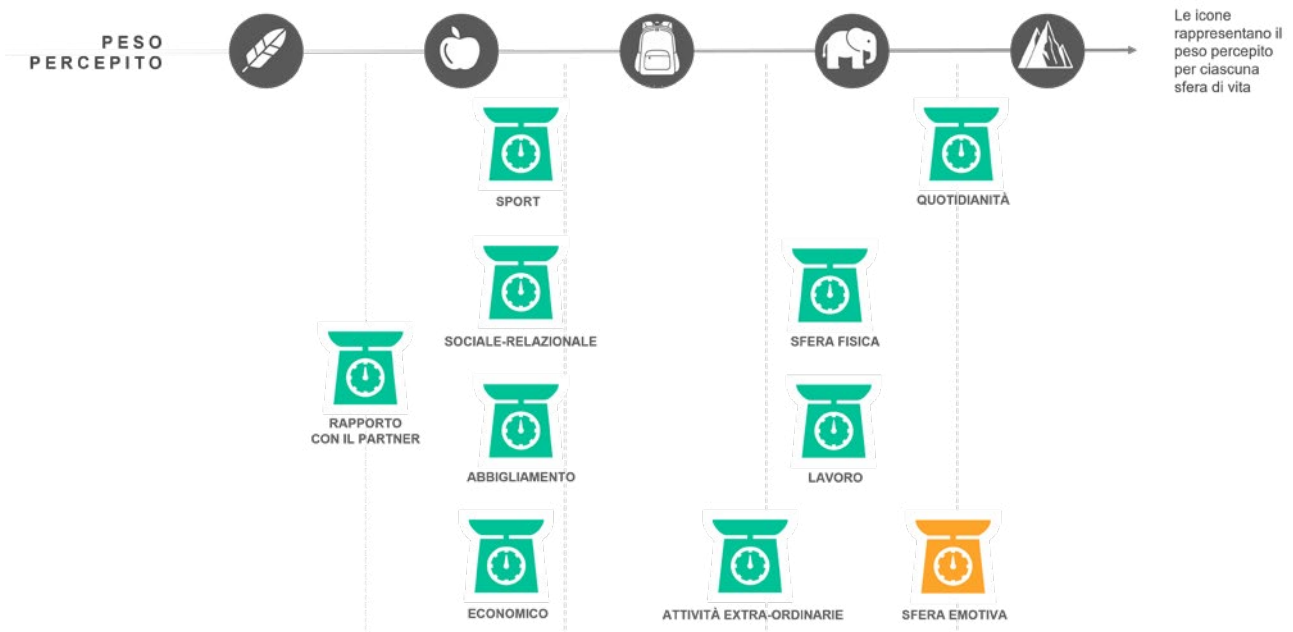 PESO
PERCEPITO
Le icone
rappresentano il
peso percepito
per ciascuna
sfera di vita
SPORT
QUOTIDIANITÀ
SOCIALE-RELAZIONALE
SFERA FISICA
RAPPORTO
CON IL PARTNER
ABBIGLIAMENTO
LAVORO
ECONOMICO
ATTIVITÀ EXTRA-ORDINARIE
SFERA EMOTIVA